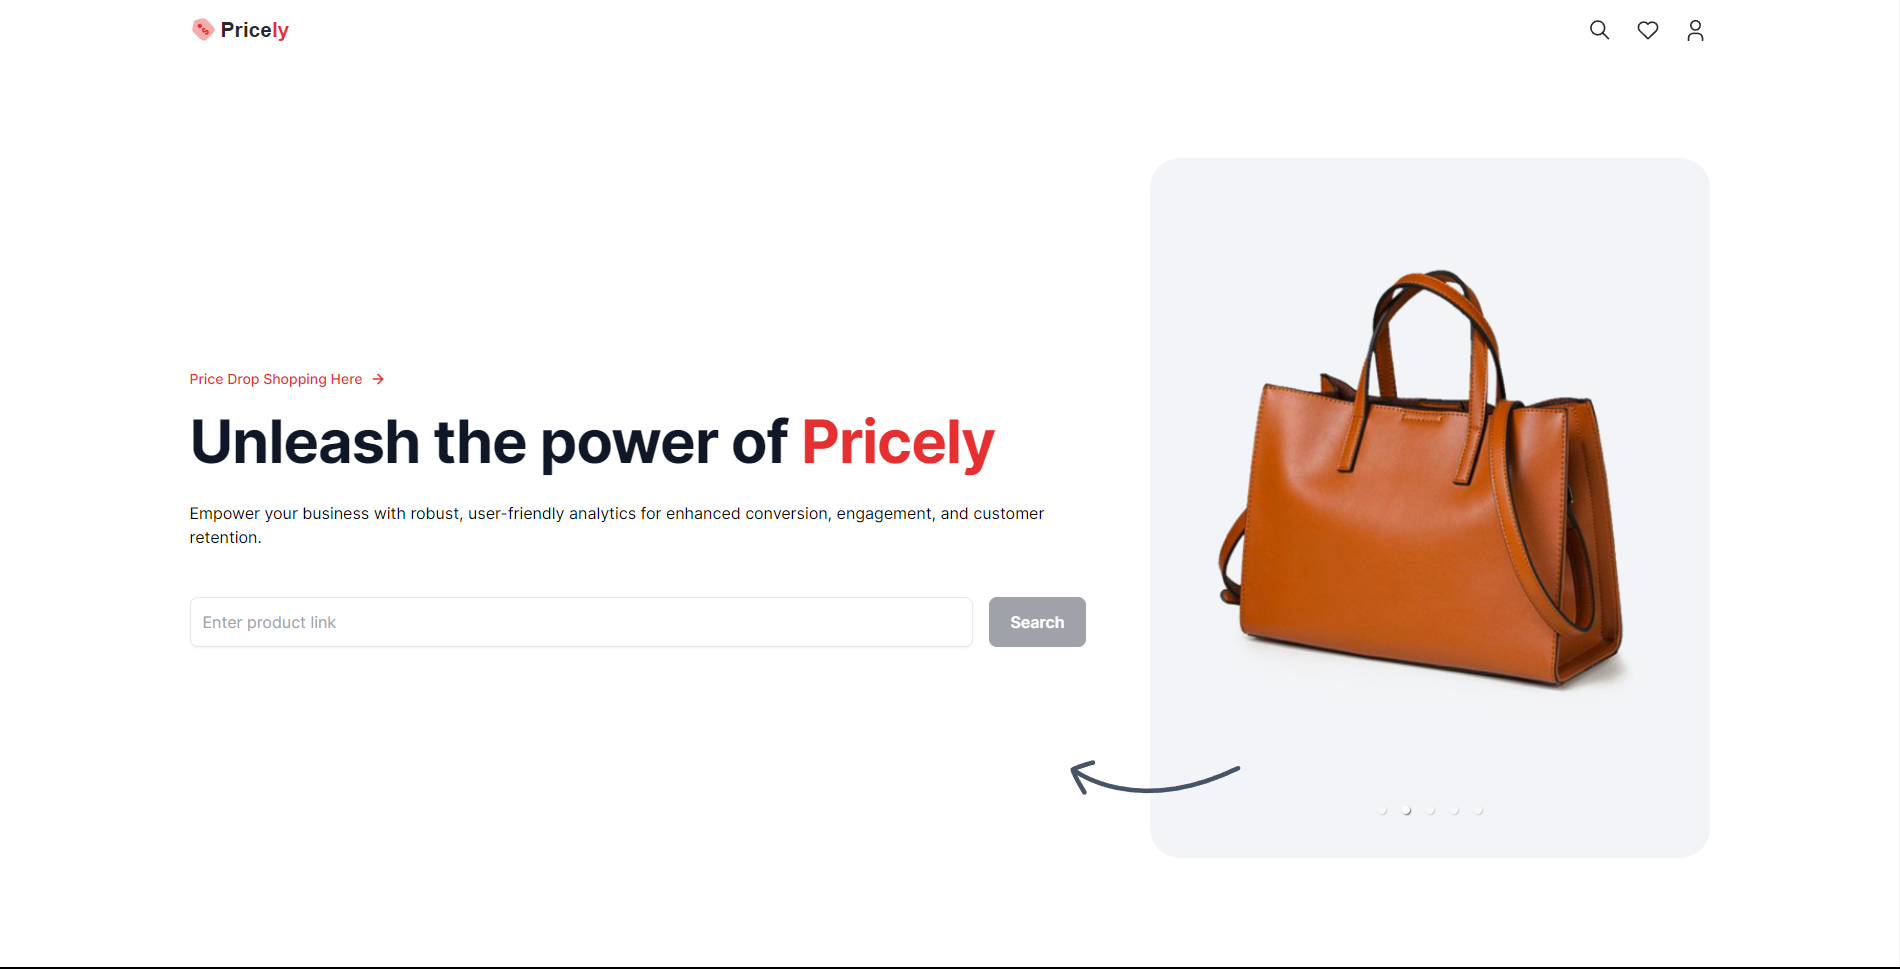 Pricely
Price Drop Shopping Here
Unleash the power of Pricely
Empower your business with robust, user-friendly analytics for enhanced conversion, engagement, and customer
retention.
Enter product link
Search